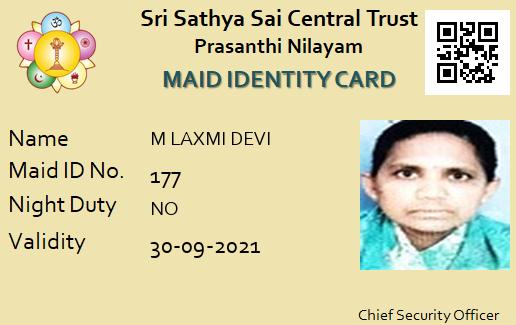 Sri Sathya Sai Central Trust
Prasanthi Nilayam
MAID IDENTITY CARD
Name M LAXMI DEVI
Maid ID No. 177
Night Duty NO
Validity 30-09-2021
Chief Security Officer